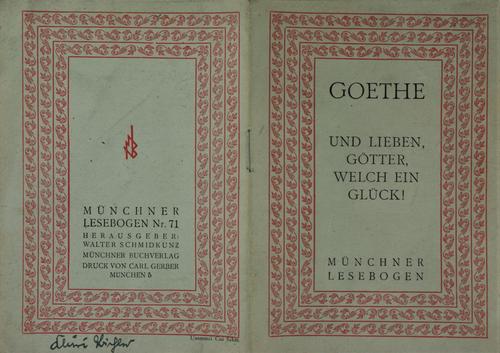 MÜNCHNER
LESEBOGEN Nr. 71
HERAUSGEBER:
WALTER SCHMIDKUNZ
MÜNCHNER BUCHVERLAG
DRUCK VON CARL GERBER
MÜNCHEN 5
GOETHE
UND LIEBEN,
GÖTTER,
WELCH EIN
GLÜCK!
MÜNCHNER
LESEBOGEN